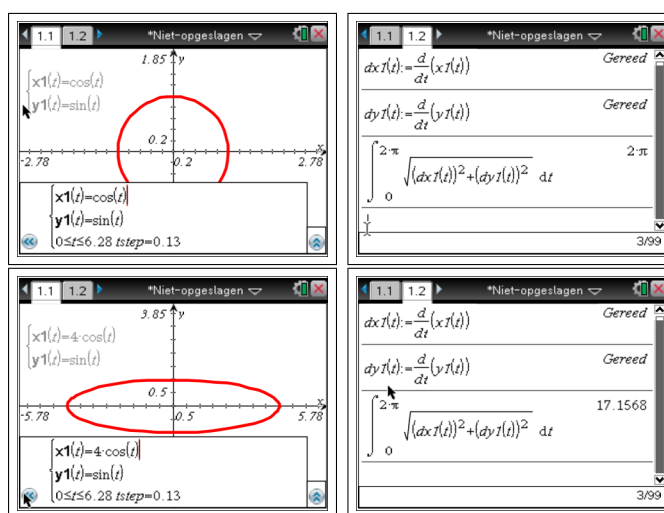 1.1 1.2 *Niet-opgeslagen
1.85 y
x1(t)=cos(t)
y1(t)=sin(t)
0.2
x
-2.78 0.2 2.78
x1(t)=cos(t)
y1(t)=sin(t)
0≤t≤6.28 tstep=0.13
1.1 1.2 *Niet-opgeslagen
dx1(t):=d/dt(x1(t)) Gereed
dy1(t):=d/dt(y1(t)) Gereed
∫₀^(2·π) √((dx1(t))²+(dy1(t))²) dt 2·π
3/99
1.1 1.2 *Niet-opgeslagen
3.85 y
x1(t)=4·cos(t)
y1(t)=sin(t)
0.5
x
-5.78 0.5 5.78
x1(t)=4·cos(t)
y1(t)=sin(t)
0≤t≤6.28 tstep=0.13
1.1 1.2 *Niet-opgeslagen
dx1(t):=d/dt(x1(t)) Gereed
dy1(t):=d/dt(y1(t)) Gereed
∫₀^(2·π) √((dx1(t))²+(dy1(t))²) dt 17.1568
3/99